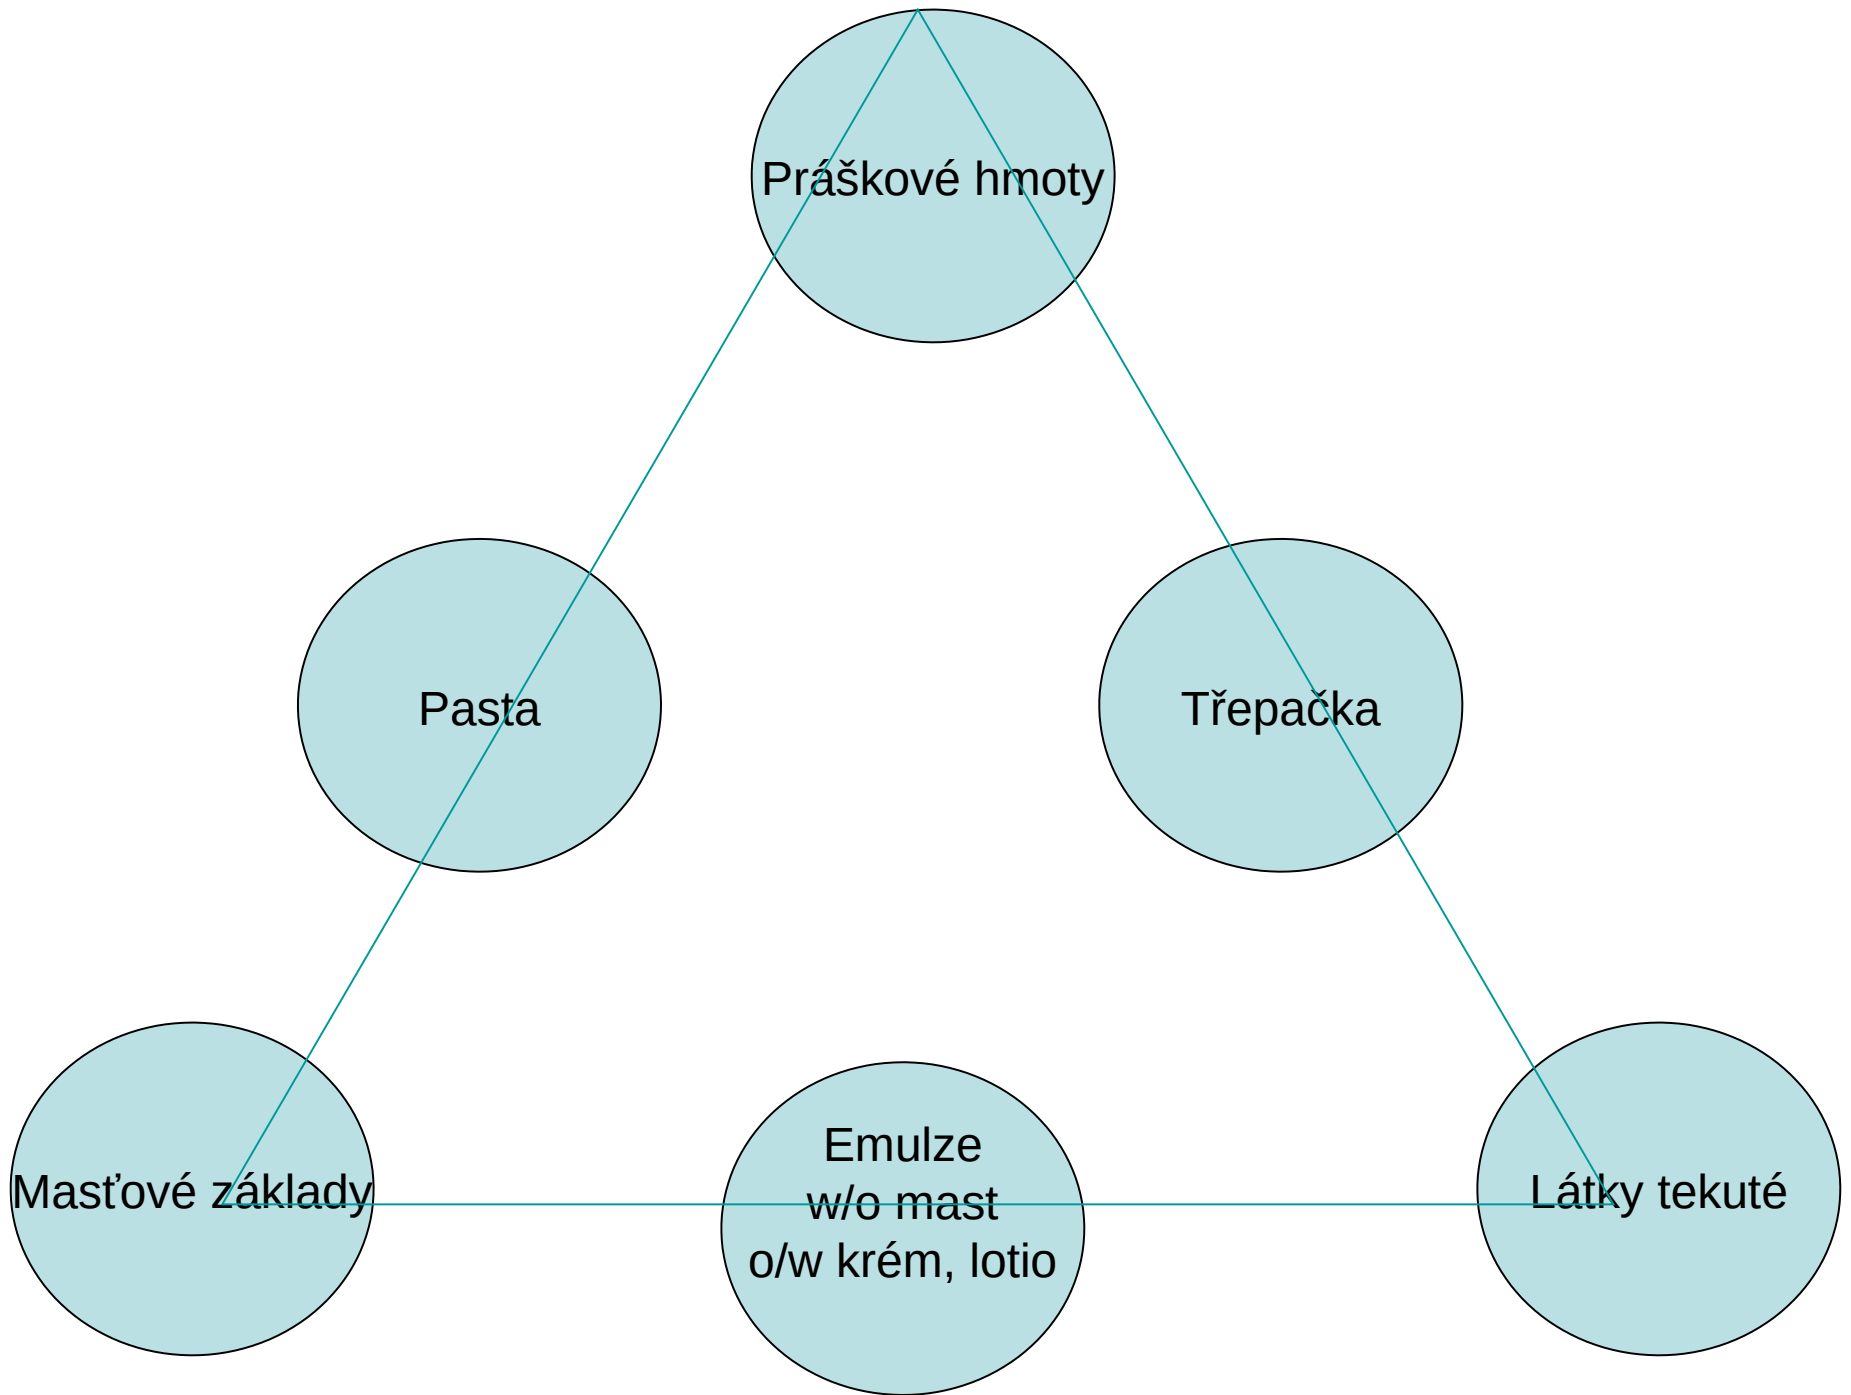 Práškové hmoty
Pasta
Třepačka
Masťové základy
Emulze
w/o mast
o/w krém, lotio
Látky tekuté